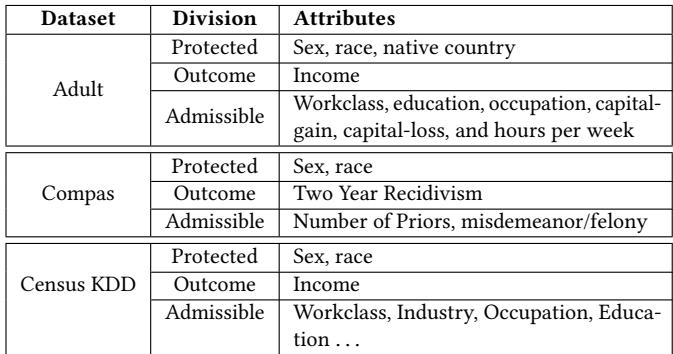 Dataset Division Attributes
Adult
Protected Sex, race, native country
Outcome Income
Admissible Workclass, education, occupation, capital-
gain, capital-loss, and hours per week
Compas
Protected Sex, race
Outcome Two Year Recidivism
Admissible Number of Priors, misdemeanor/felony
Census KDD
Protected Sex, race
Outcome Income
Admissible Workclass, Industry, Occupation, Educa-
tion . . .